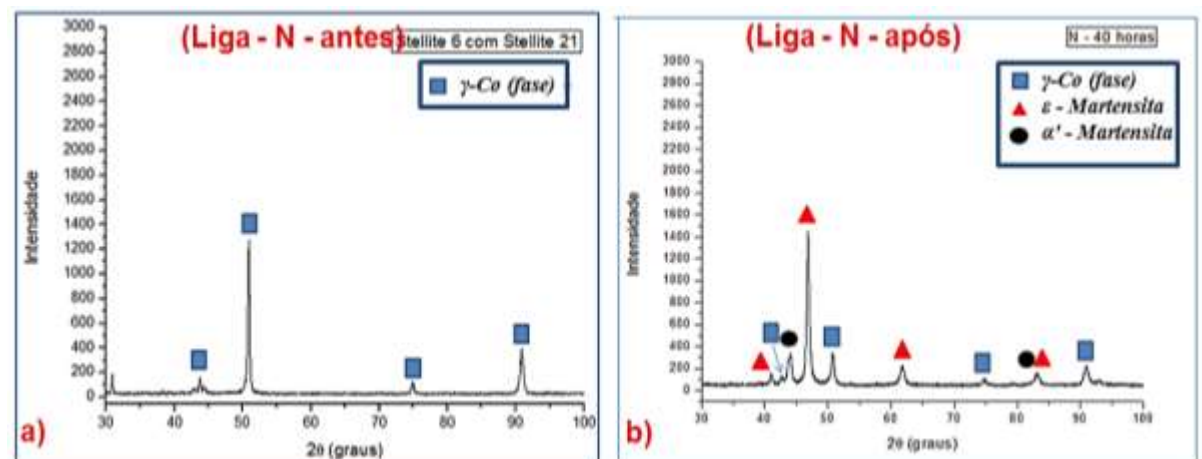 (Liga - N - antes)
Stellite 6 com Stellite 21
γ-Co (fase)
Intensidade
3000
2800
2600
2400
2200
2000
1800
1600
1400
1200
1000
800
600
400
200
0
30 40 50 60 70 80 90 100
2θ (graus)
a)
(Liga - N - após)
N - 40 horas
γ-Co (fase)
ε - Martensita
α' - Martensita
Intensidade
3000
2800
2600
2400
2200
2000
1800
1600
1400
1200
1000
800
600
400
200
0
30 40 50 60 70 80 90 100
2θ (graus)
b)